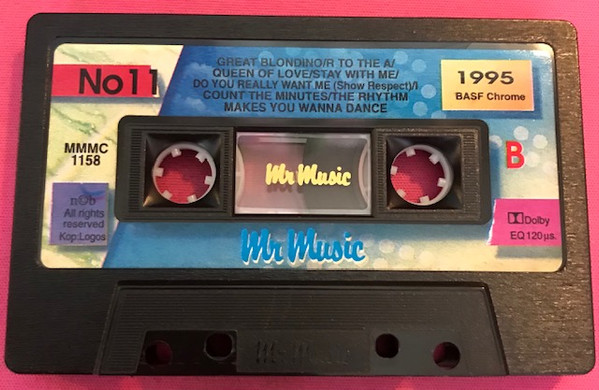 No11
GREAT BLONDINO/R TO THE A/
QUEEN OF LOVE/STAY WITH ME/
DO YOU REALLY WANT ME (Show Respect)/I
COUNT THE MINUTES/THE RHYTHM
MAKES YOU WANNA DANCE
1995
BASF Chrome
MMMC
1158
B
Mr Music
n©b
All rights
reserved
Kop:Logos
Dolby
EQ 120 µs.
Mr Music
Mr Music